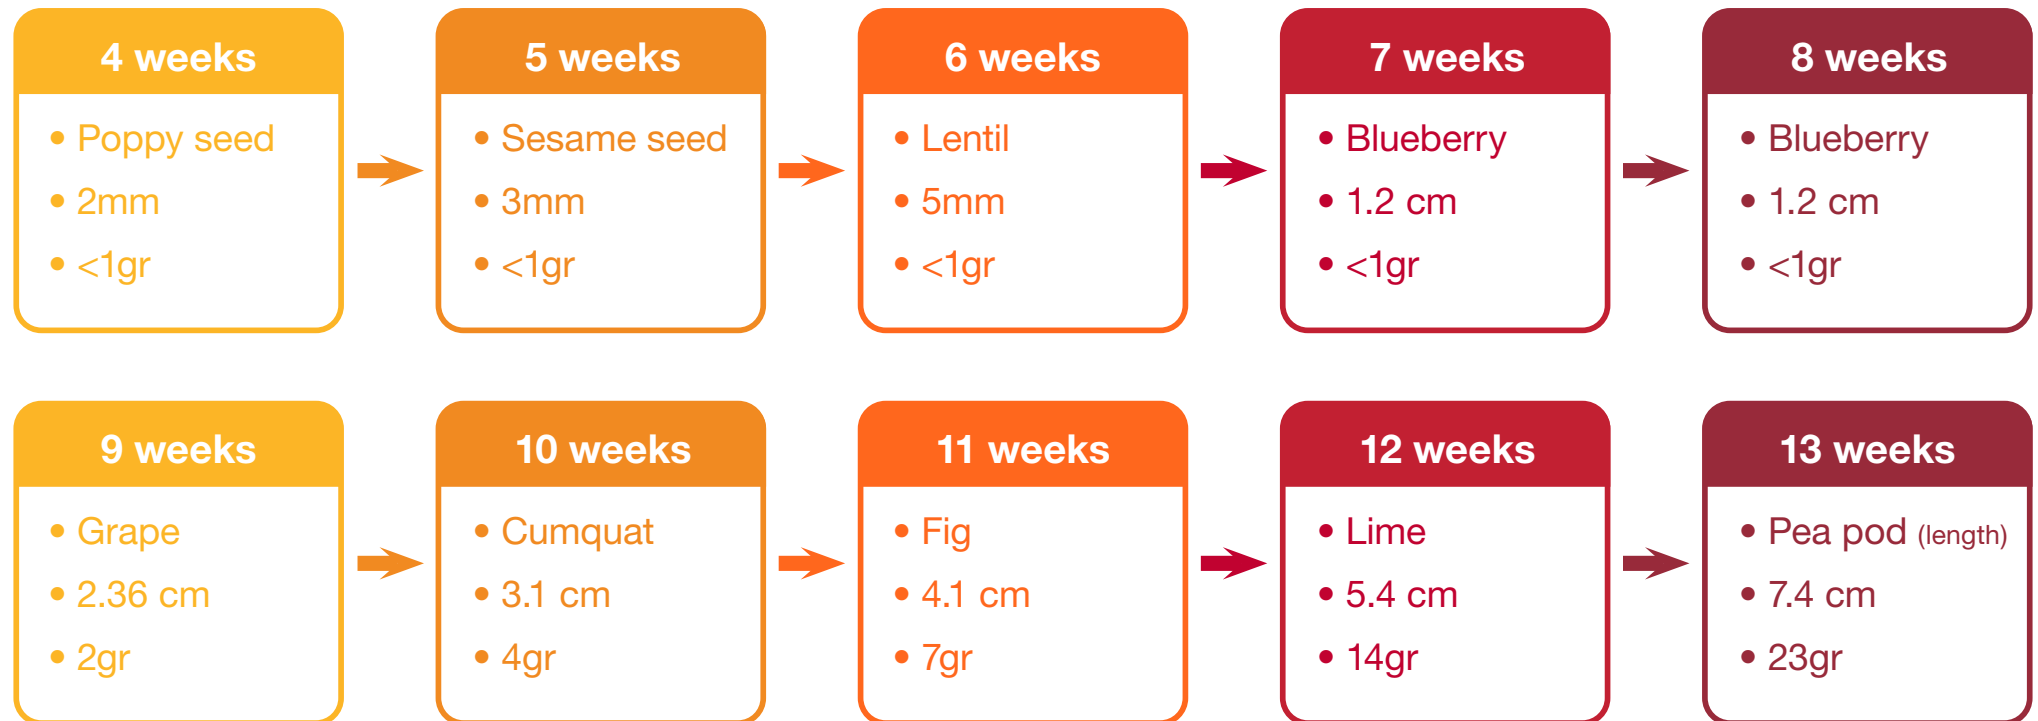 4 weeks
• Poppy seed
• 2mm
• <1gr
5 weeks
• Sesame seed
• 3mm
• <1gr
6 weeks
• Lentil
• 5mm
• <1gr
7 weeks
• Blueberry
• 1.2 cm
• <1gr
8 weeks
• Blueberry
• 1.2 cm
• <1gr
9 weeks
• Grape
• 2.36 cm
• 2gr
10 weeks
• Cumquat
• 3.1 cm
• 4gr
11 weeks
• Fig
• 4.1 cm
• 7gr
12 weeks
• Lime
• 5.4 cm
• 14gr
13 weeks
• Pea pod (length)
• 7.4 cm
• 23gr